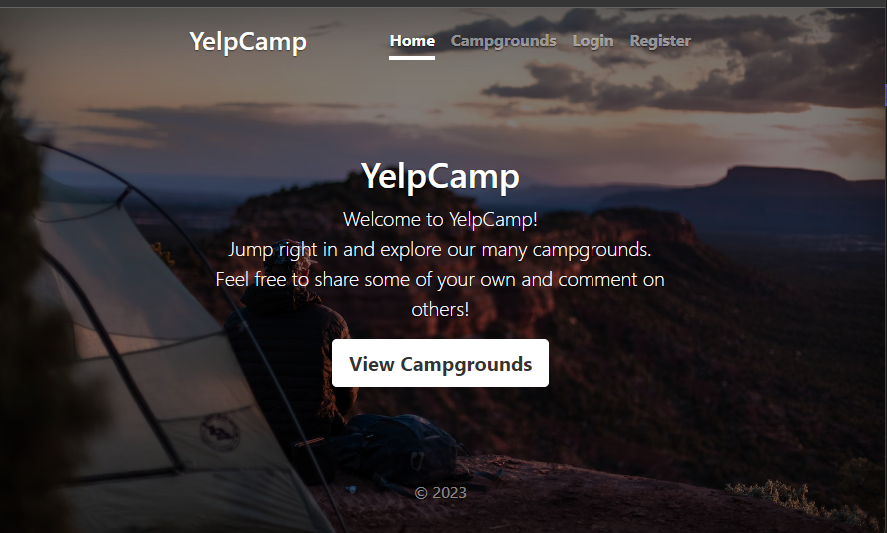 YelpCamp
Home Campgrounds Login Register
YelpCamp
Welcome to YelpCamp!
Jump right in and explore our many campgrounds.
Feel free to share some of your own and comment on
others!
View Campgrounds
© 2023